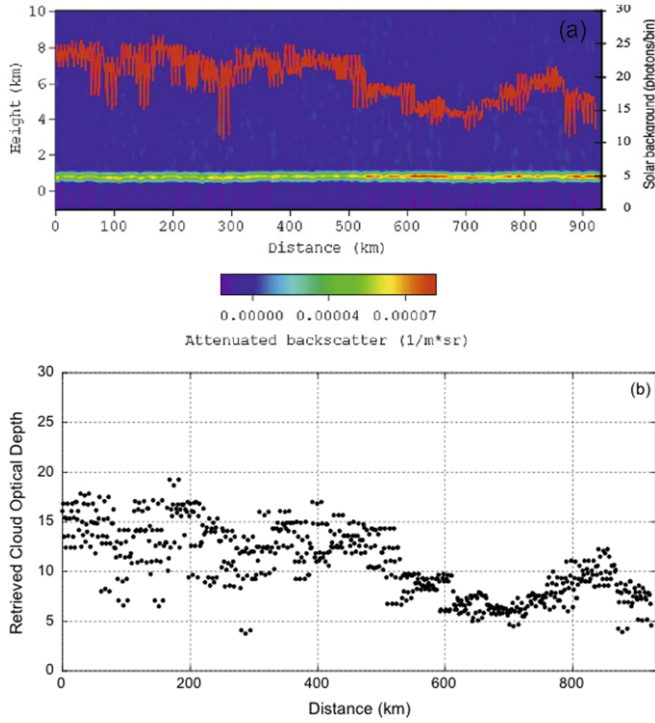 (a)
10
8
6
4
2
0
Height (km)
30
25
20
15
10
5
0
Solar background (photons/bin)
0 100 200 300 400 500 600 700 800 900
Distance (km)
0.00000 0.00004 0.00007
Attenuated backscatter (1/m*sr)
(b)
30
25
20
15
10
5
0
Retrieved Cloud Optical Depth
0 200 400 600 800
Distance (km)